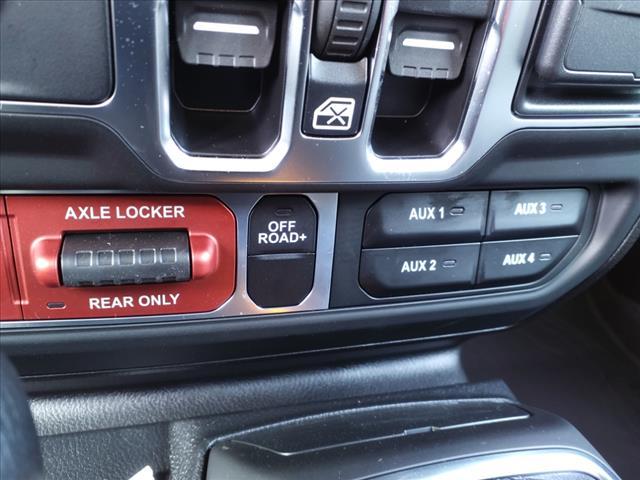 AXLE LOCKER
REAR ONLY
OFF
ROAD+
AUX 1
AUX 3
AUX 2
AUX 4